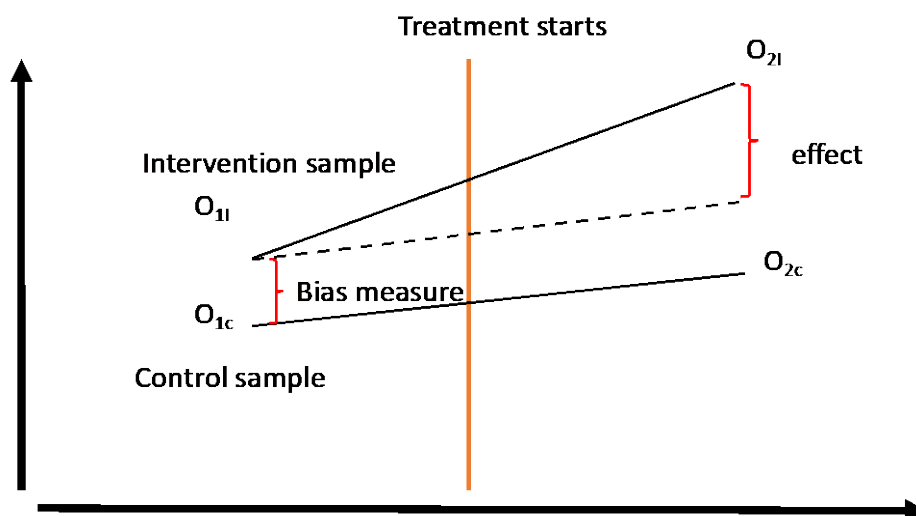 Treatment starts
O2I
Intervention sample
effect
O1I
O2c
Bias measure
O1c
Control sample